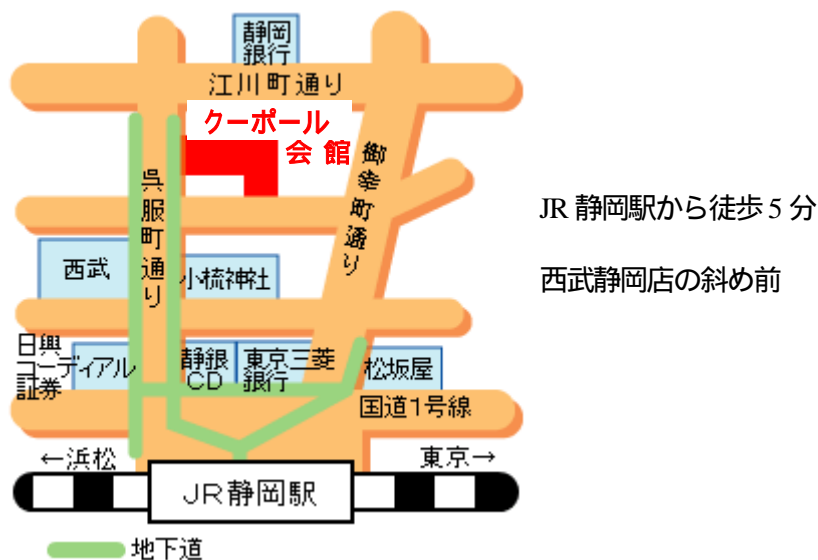 静岡
銀行
江川町通り
クーポール
会 館
御幸町通り
呉服町通り
JR 静岡駅から徒歩 5 分
西武
小梳神社
西武静岡店の斜め前
日興
コーディアル
証券
静銀
CD
東京三菱
銀行
松坂屋
国道1号線
←浜松
東京→
JR静岡駅
地下道